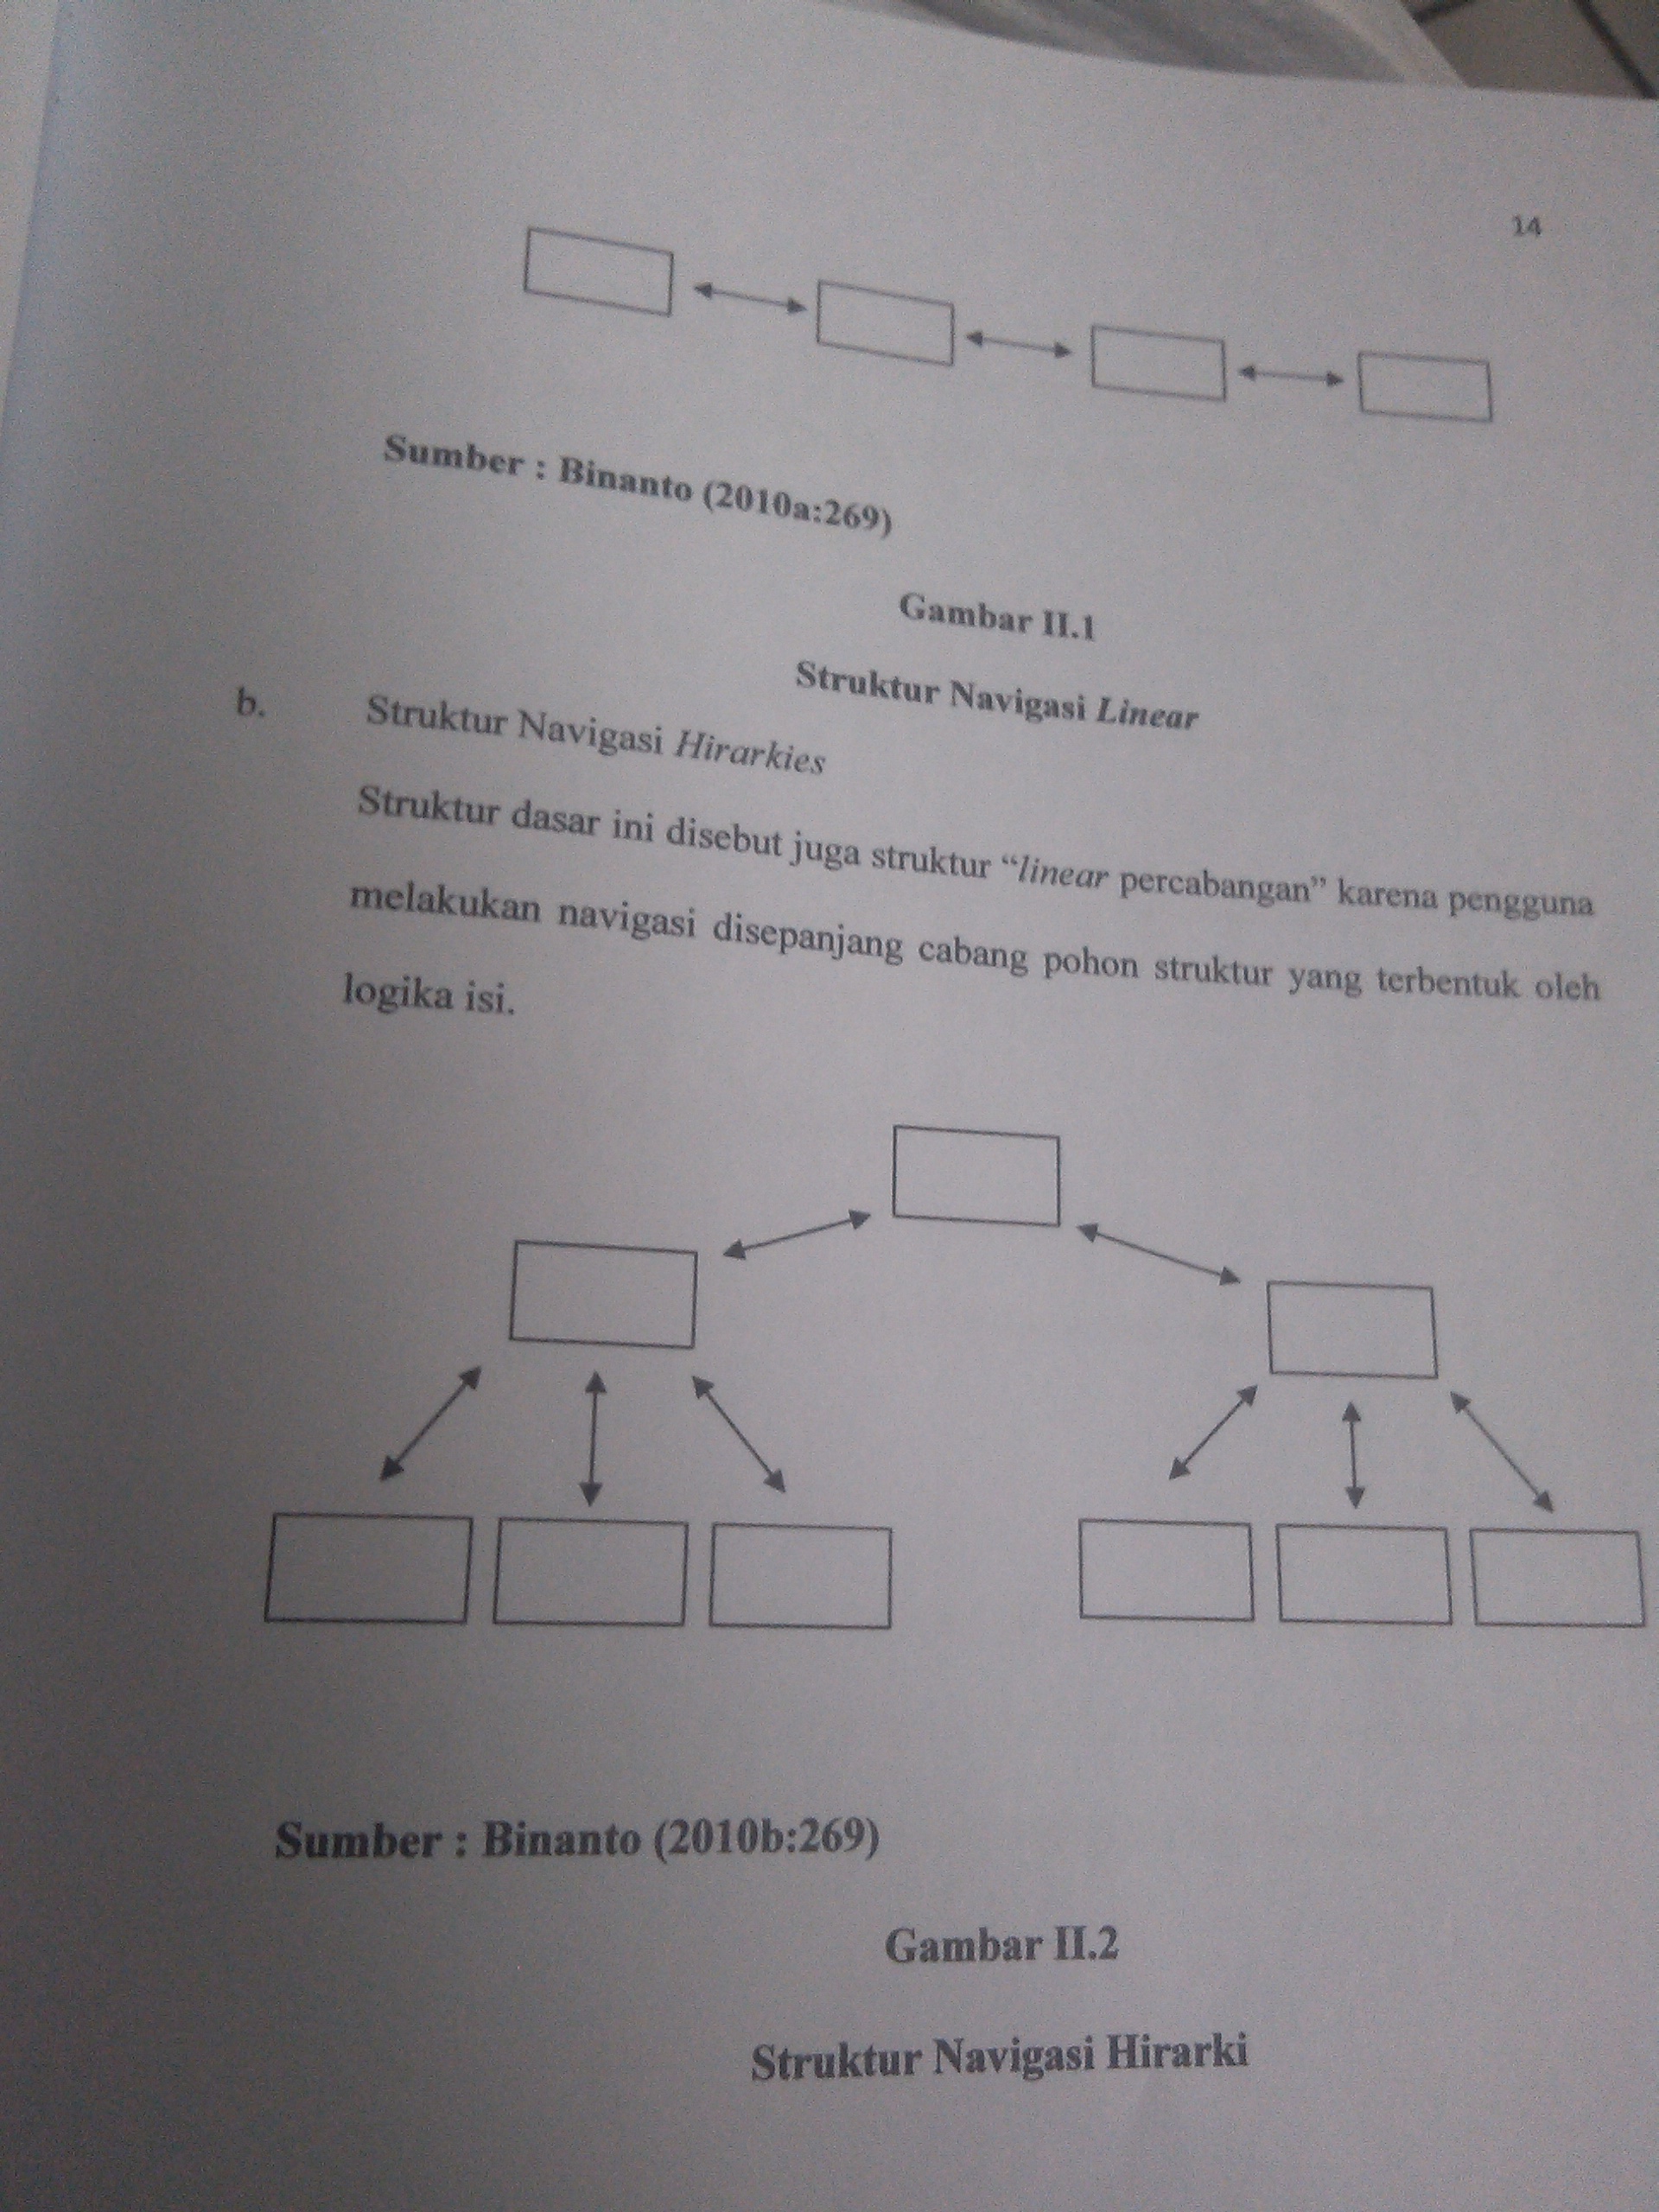 14
Sumber : Binanto (2010a:269)
Gambar II.1
Struktur Navigasi Linear
b. Struktur Navigasi Hirarkies
Struktur dasar ini disebut juga struktur “linear percabangan” karena pengguna
melakukan navigasi disepanjang cabang pohon struktur yang terbentuk oleh
logika isi.
Sumber : Binanto (2010b:269)
Gambar II.2
Struktur Navigasi Hirarki